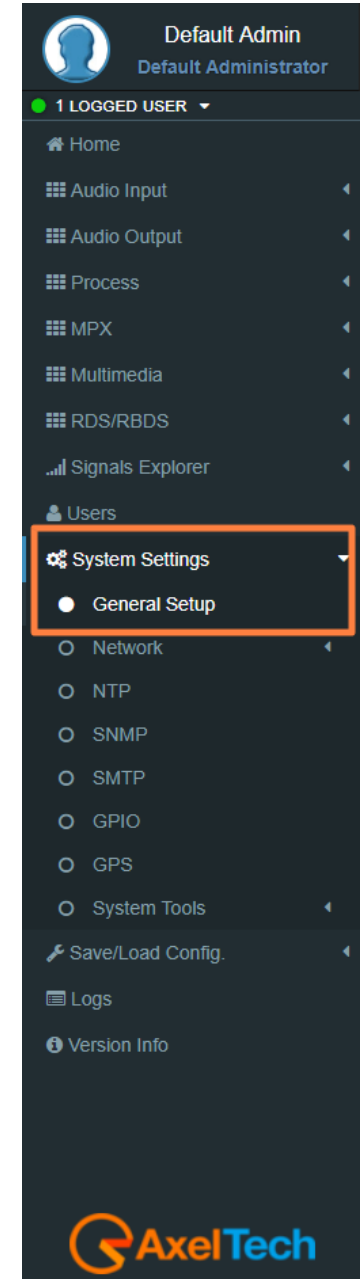 Default Admin
Default Administrator
1 LOGGED USER
Home
Audio Input
Audio Output
Process
MPX
Multimedia
RDS/RBDS
Signals Explorer
Users
System Settings
General Setup
Network
NTP
SNMP
SMTP
GPIO
GPS
System Tools
Save/Load Config.
Logs
Version Info
AxelTech